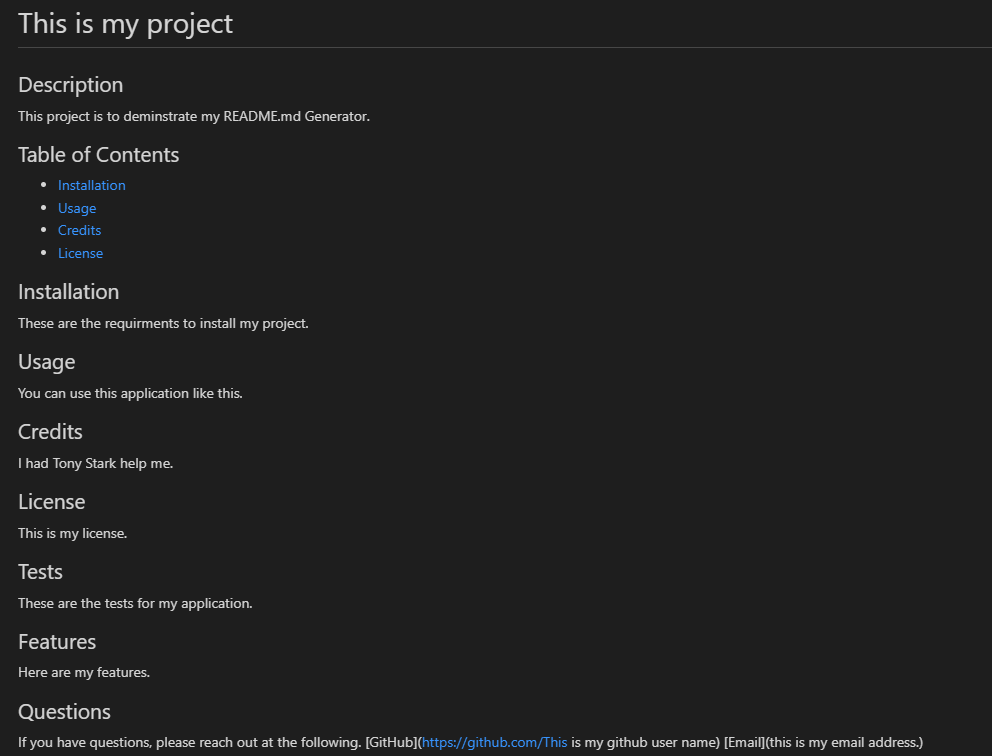 This is my project
Description
This project is to deminstrate my README.md Generator.
Table of Contents
Installation
Usage
Credits
License
Installation
These are the requirments to install my project.
Usage
You can use this application like this.
Credits
I had Tony Stark help me.
License
This is my license.
Tests
These are the tests for my application.
Features
Here are my features.
Questions
If you have questions, please reach out at the following. [GitHub](https://github.com/This is my github user name) [Email](this is my email address.)